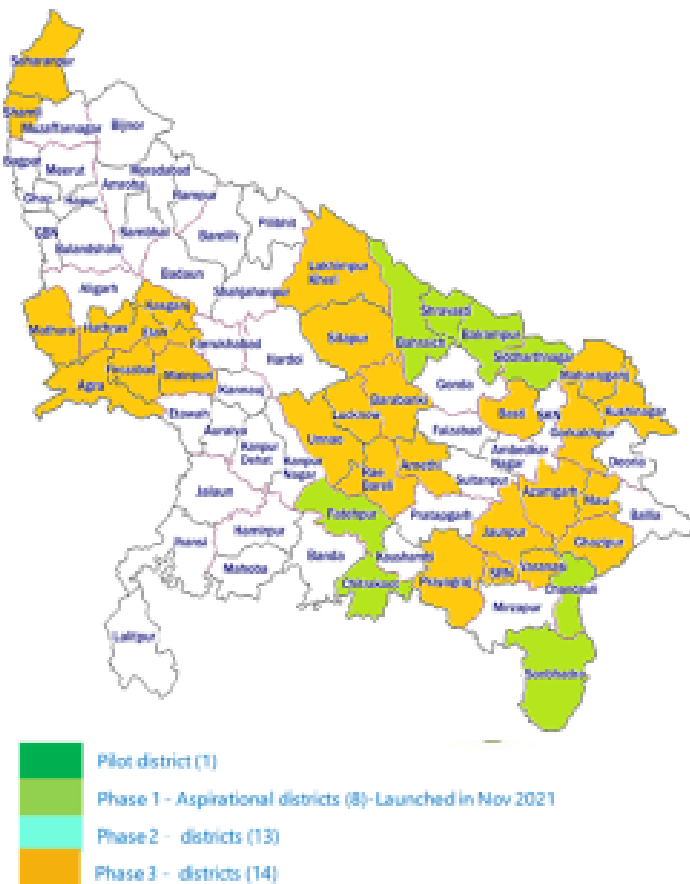 Saharanpur
Shamli
Muzaffarnagar
Bijnor
Meerut
Moradabad
Amroha
Rampur
Hapur
Pilibhit
Sambhal
Bareilly
GBN
Bulandshahr
Badaun
Shahjahanpur
Aligarh
Lakhimpur
Kheri
Kasganj
Mathura
Hathras
Etah
Farrukhabad
Hardoi
Sitapur
Bahraich
Shravasti
Balrampur
Siddharthnagar
Agra
Mainpuri
Kannauj
Gonda
Maharajganj
Etawah
Barabanki
Lucknow
Basti
SKN
Kushinagar
Gorakhpur
Auraiya
Kanpur
Dehat
Kanpur
Nagar
Unnao
Faizabad
Ambedkar
Nagar
Deoria
Rae-
Bareli
Amethi
Sultanpur
Azamgarh
Mau
Ballia
Jalaun
Fatehpur
Pratapgarh
Jaunpur
Ghazipur
Jhansi
Hamirpur
Banda
Kaushambi
Mahoba
Chitrakoot
Prayagraj
SRN
Varanasi
Chandauli
Mirzapur
Lalitpur
Sonbhadra
Pilot district (1)
Phase 1 - Aspirational districts (8)-Launched in Nov 2021
Phase 2 - districts (13)
Phase 3 - districts (14)